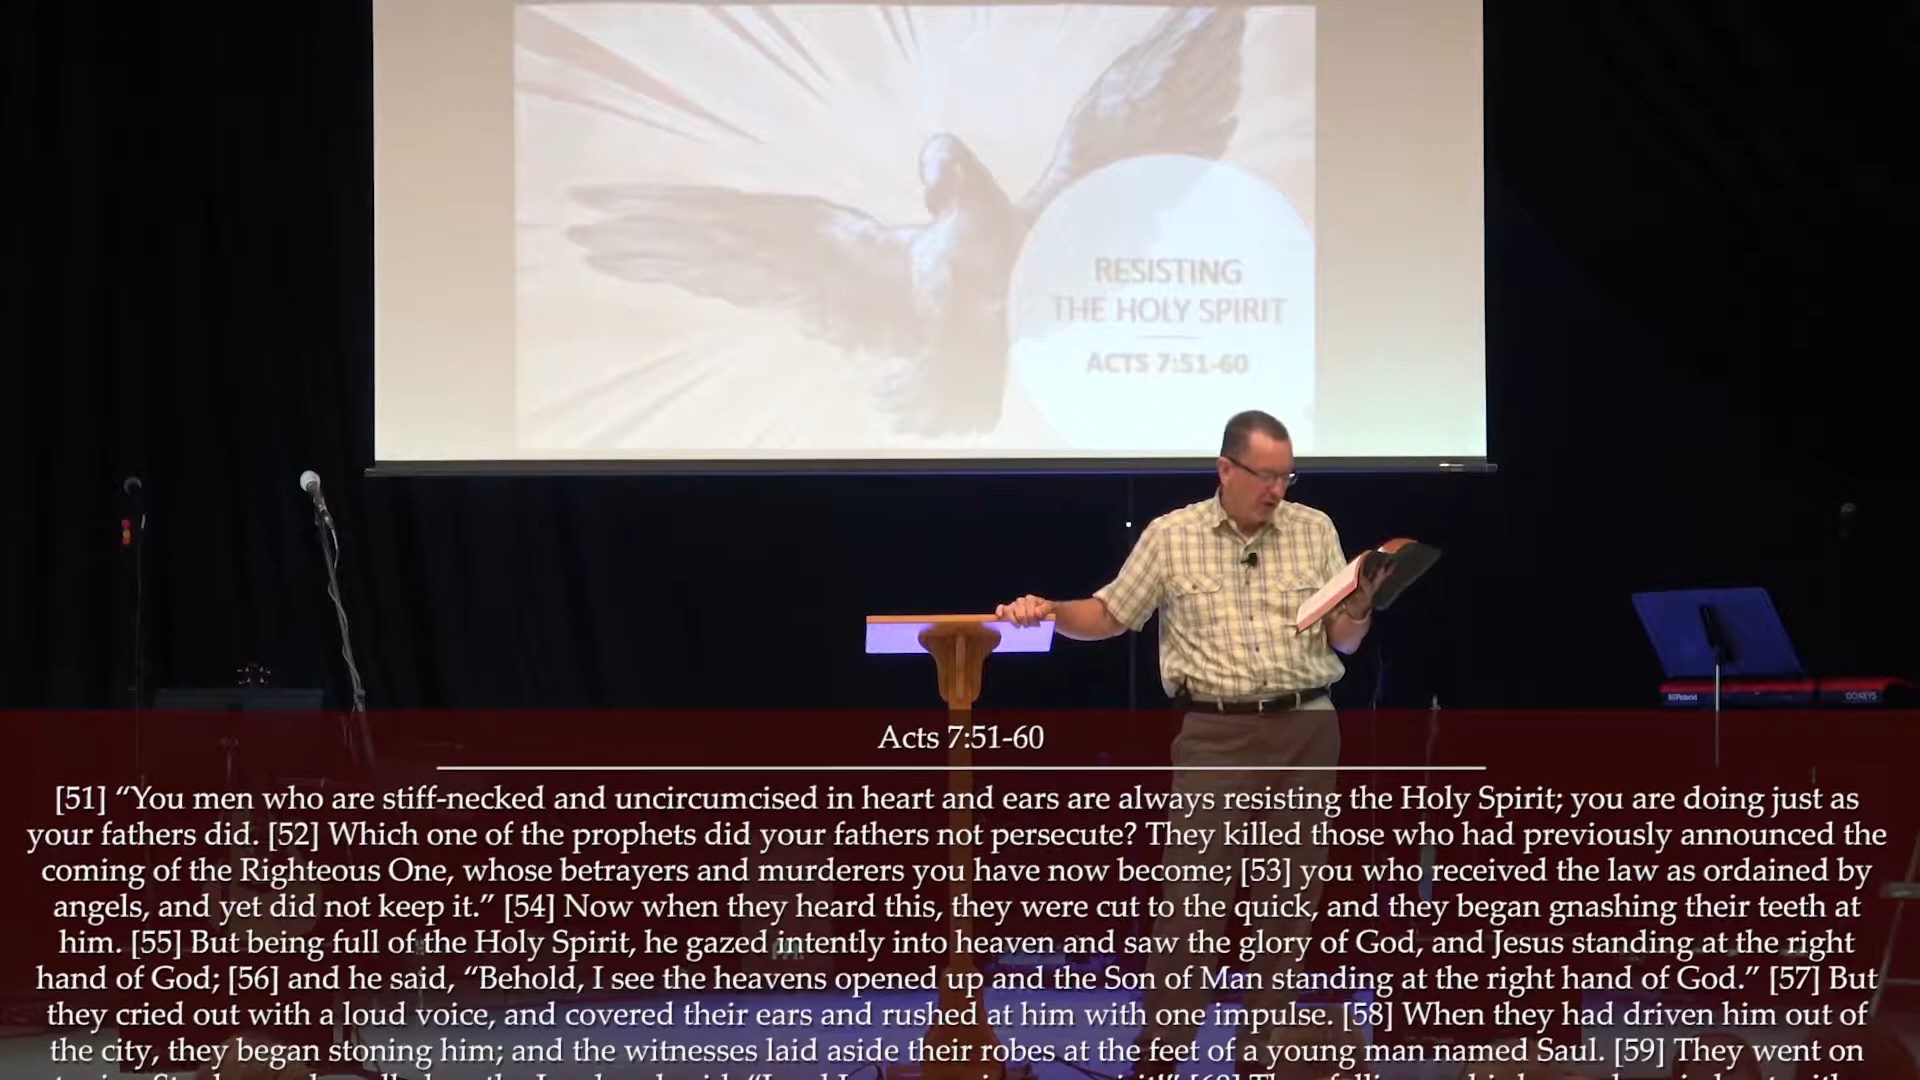 RESISTING
THE HOLY SPIRIT
ACTS 7:51-60
Roland
GO:KEYS
Acts 7:51-60
[51] “You men who are stiff-necked and uncircumcised in heart and ears are always resisting the Holy Spirit; you are doing just as
your fathers did. [52] Which one of the prophets did your fathers not persecute? They killed those who had previously announced the
coming of the Righteous One, whose betrayers and murderers you have now become; [53] you who received the law as ordained by
angels, and yet did not keep it.” [54] Now when they heard this, they were cut to the quick, and they began gnashing their teeth at
him. [55] But being full of the Holy Spirit, he gazed intently into heaven and saw the glory of God, and Jesus standing at the right
hand of God; [56] and he said, “Behold, I see the heavens opened up and the Son of Man standing at the right hand of God.” [57] But
they cried out with a loud voice, and covered their ears and rushed at him with one impulse. [58] When they had driven him out of
the city, they began stoning him; and the witnesses laid aside their robes at the feet of a young man named Saul. [59] They went on